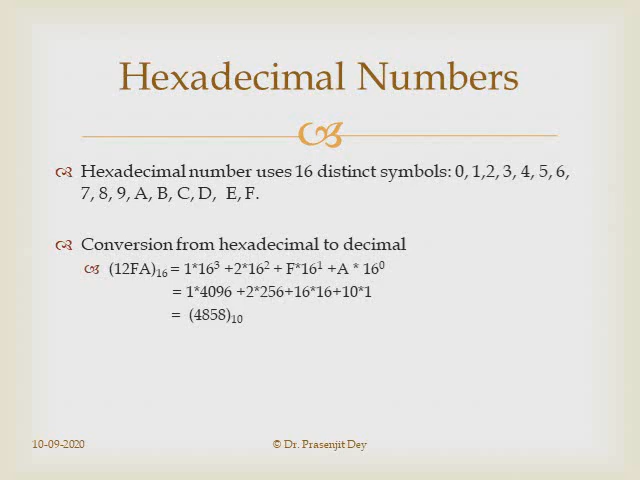 Hexadecimal Numbers
Hexadecimal number uses 16 distinct symbols: 0, 1,2, 3, 4, 5, 6,
7, 8, 9, A, B, C, D, E, F.
Conversion from hexadecimal to decimal
(12FA)₁₆ = 1*16³ +2*16² + F*16¹ +A * 16⁰
= 1*4096 +2*256+16*16+10*1
= (4858)₁₀
10-09-2020
© Dr. Prasenjit Dey